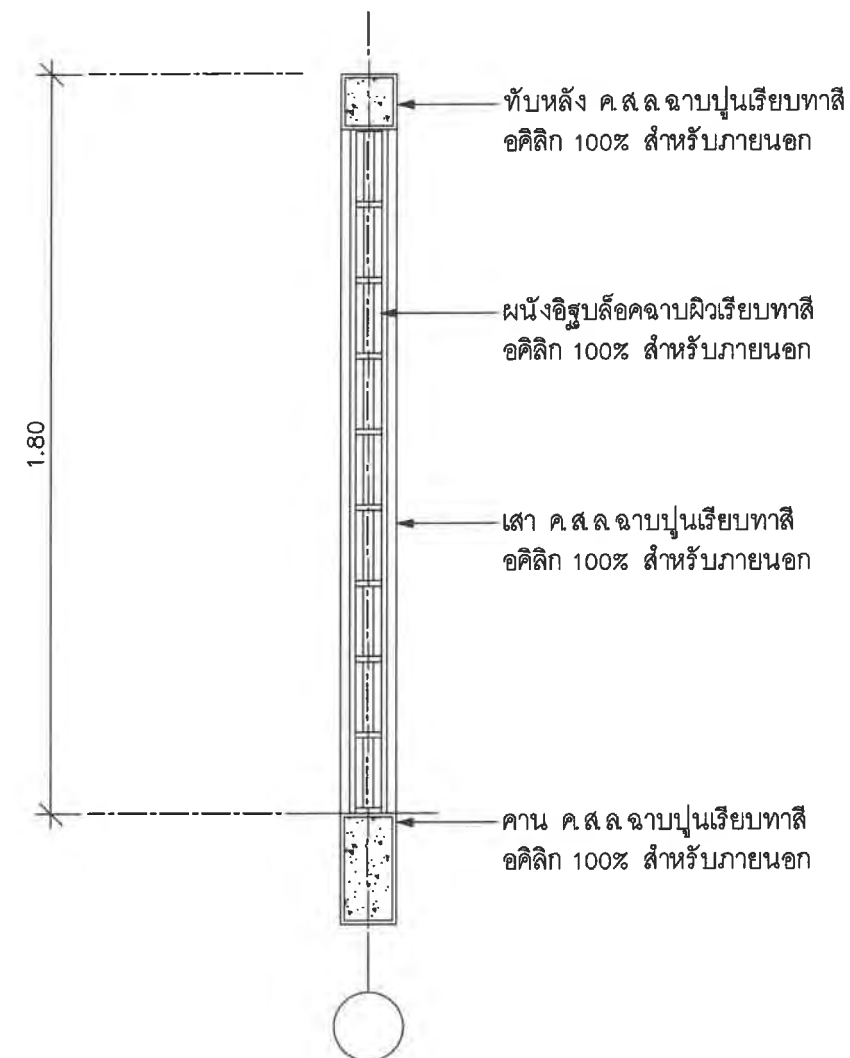 ทับหลัง ค.ส.ล.ฉาบปูนเรียบทาสี
อคิลิก 100% สำหรับภายนอก
ผนังอิฐบล็อคฉาบผิวเรียบทาสี
อคิลิก 100% สำหรับภายนอก
1.80
เสา ค.ส.ล.ฉาบปูนเรียบทาสี
อคิลิก 100% สำหรับภายนอก
คาน ค.ส.ล.ฉาบปูนเรียบทาสี
อคิลิก 100% สำหรับภายนอก